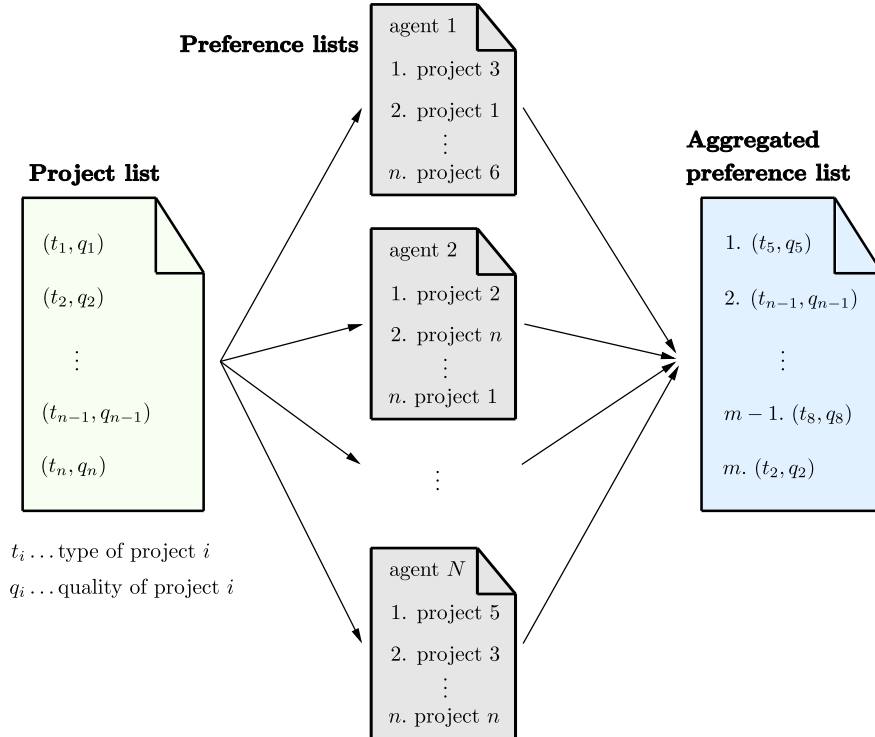 Project list
(t₁, q₁)
(t₂, q₂)
⋮
(tₙ₋₁, qₙ₋₁)
(tₙ, qₙ)
tᵢ … type of project i
qᵢ … quality of project i
Preference lists
agent 1
1. project 3
2. project 1
⋮
n. project 6
agent 2
1. project 2
2. project n
⋮
n. project 1
⋮
agent N
1. project 5
2. project 3
⋮
n. project n
Aggregated
preference list
1. (t₅, q₅)
2. (tₙ₋₁, qₙ₋₁)
⋮
m − 1. (t₈, q₈)
m. (t₂, q₂)